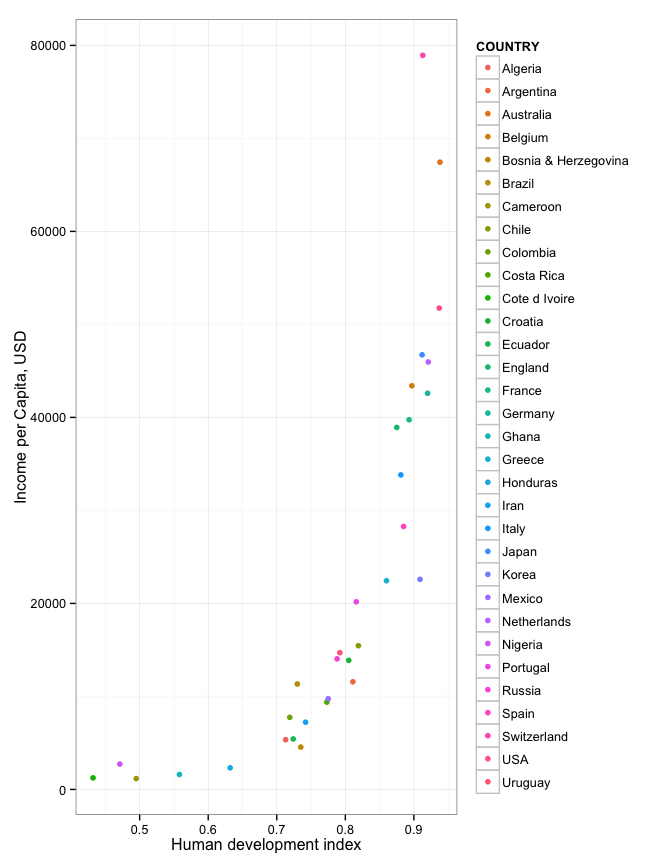 80000
60000
40000
20000
0
Income per Capita, USD
0.5 0.6 0.7 0.8 0.9
Human development index
COUNTRY
Algeria
Argentina
Australia
Belgium
Bosnia & Herzegovina
Brazil
Cameroon
Chile
Colombia
Costa Rica
Cote d Ivoire
Croatia
Ecuador
England
France
Germany
Ghana
Greece
Honduras
Iran
Italy
Japan
Korea
Mexico
Netherlands
Nigeria
Portugal
Russia
Spain
Switzerland
USA
Uruguay